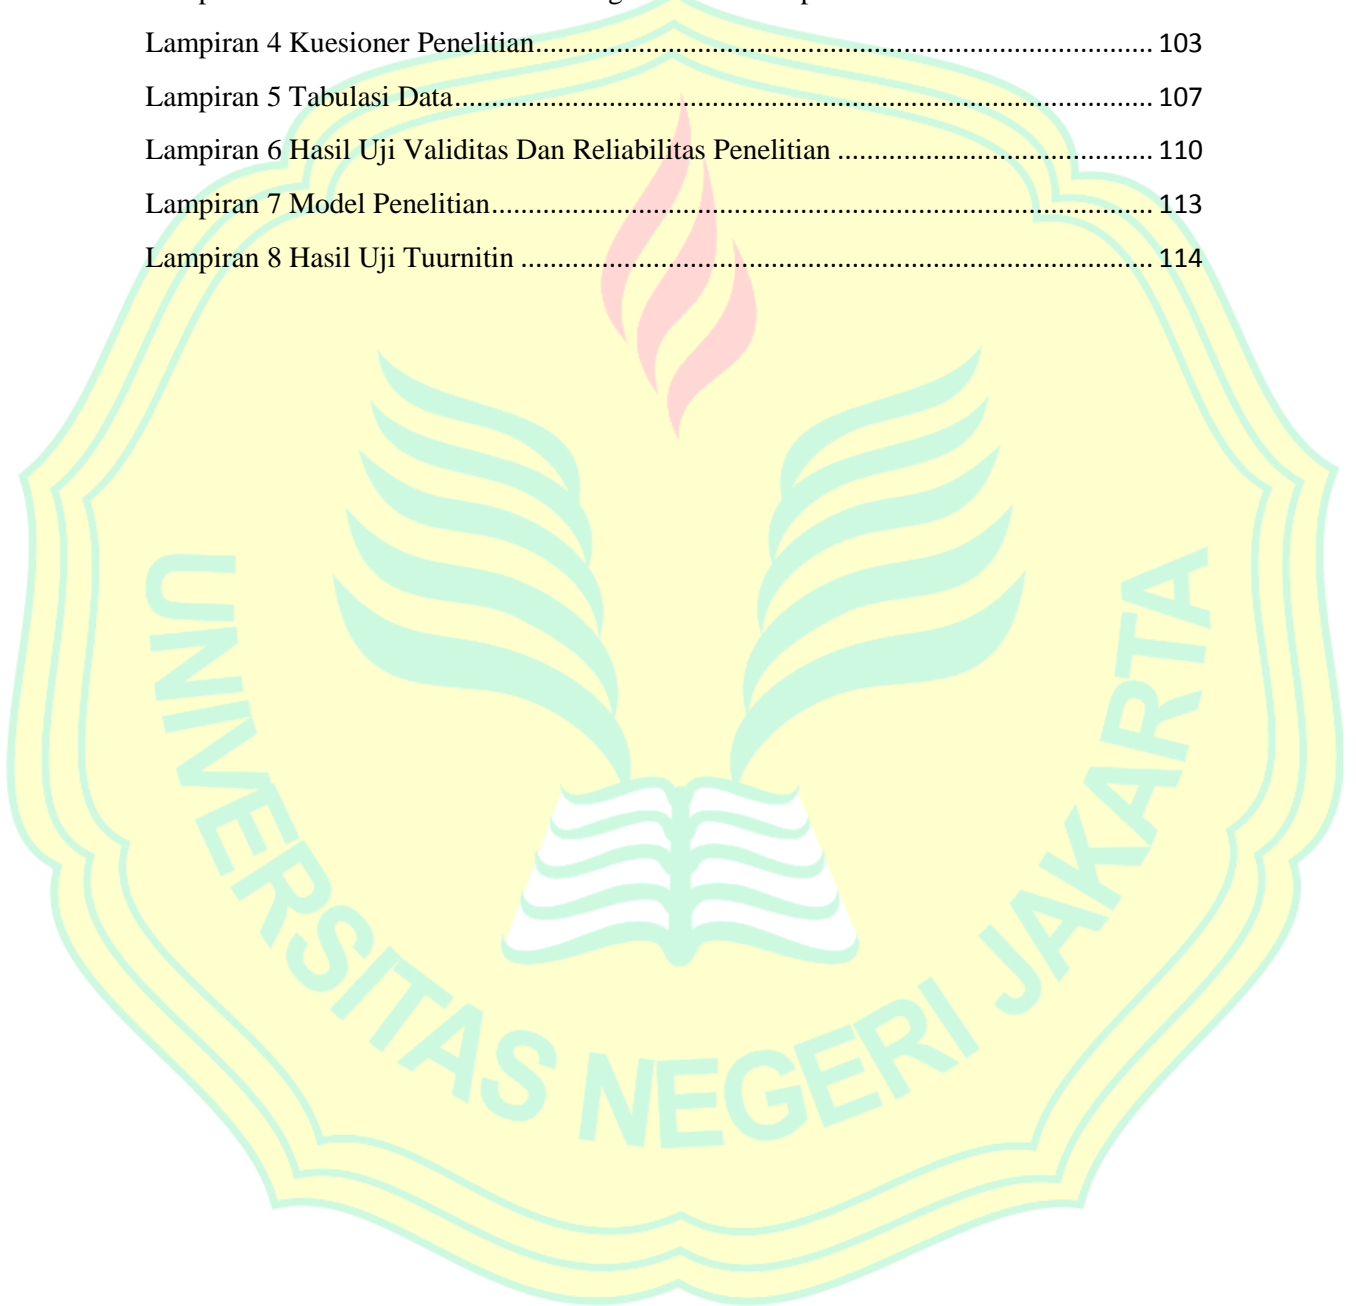 Lampiran 4 Kuesioner Penelitian.................................................................................... 103
Lampiran 5 Tabulasi Data............................................................................................... 107
Lampiran 6 Hasil Uji Validitas Dan Reliabilitas Penelitian ........................................... 110
Lampiran 7 Model Penelitian.......................................................................................... 113
Lampiran 8 Hasil Uji Tuurnitin ...................................................................................... 114
UNIVERSITAS NEGERI JAKARTA